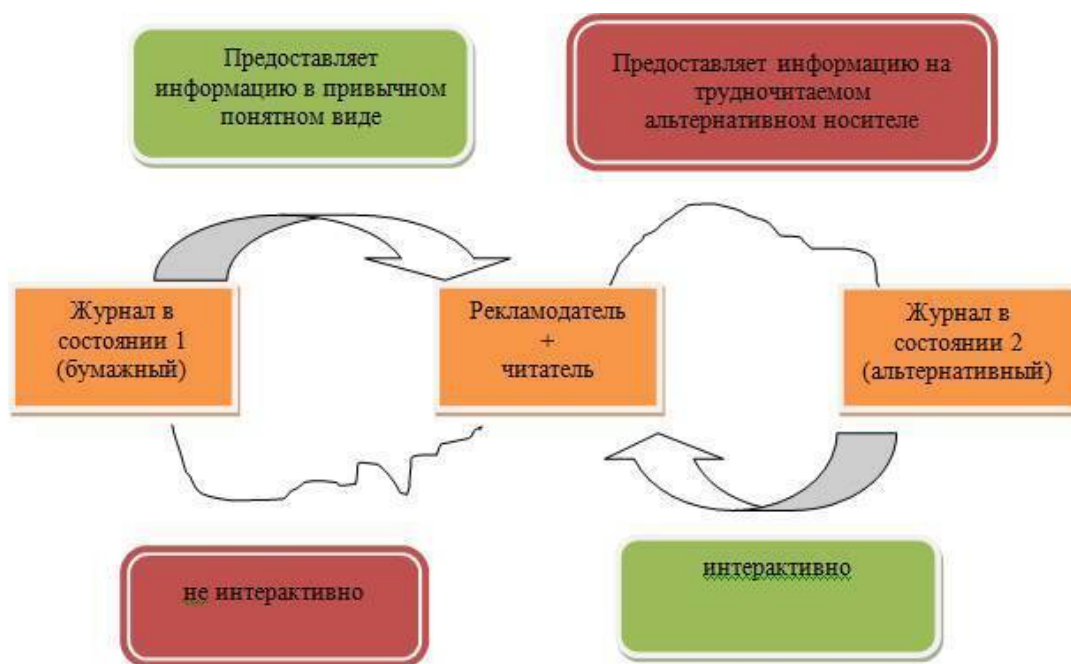 Предоставляет
информацию в привычном
понятном виде
Предоставляет информацию на
трудночитаемом
альтернативном носителе
Журнал в
состоянии 1
(бумажный)
Рекламодатель
+
читатель
Журнал в
состоянии 2
(альтернативный)
не интерактивно
интерактивно